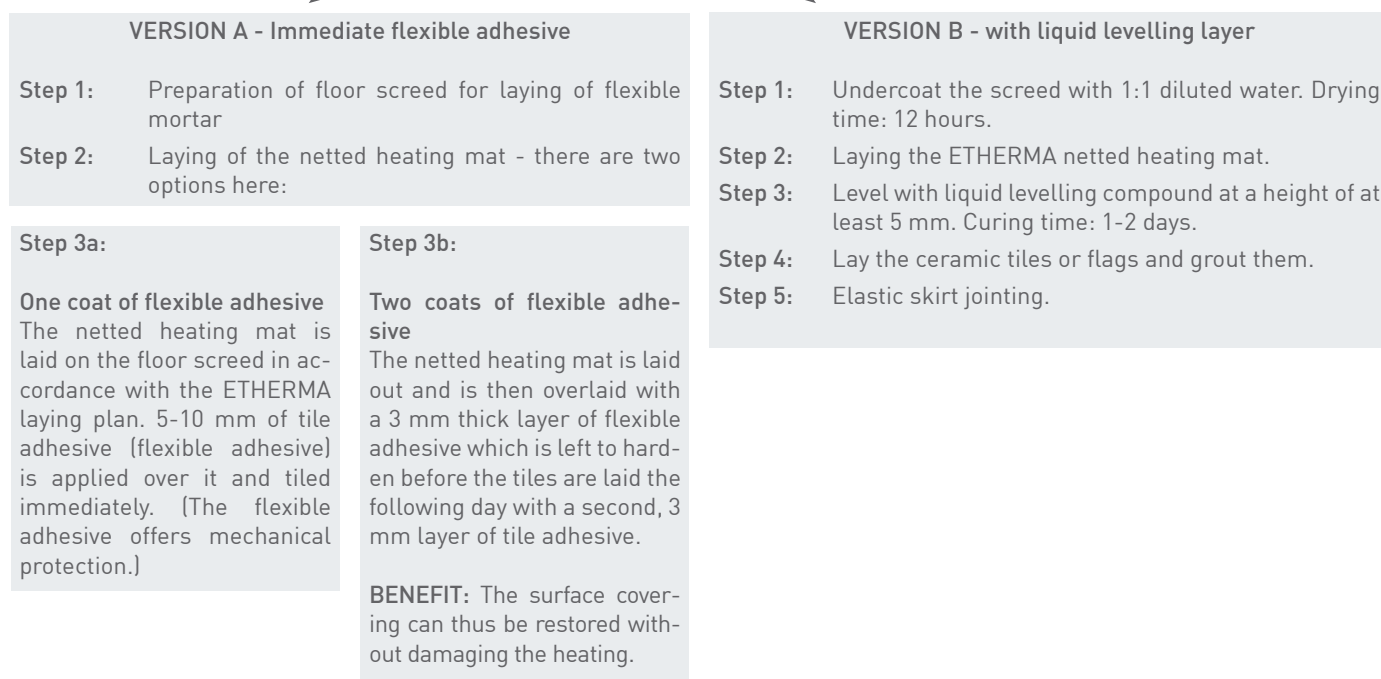 VERSION A - Immediate flexible adhesive
Step 1: Preparation of floor screed for laying of flexible
mortar
Step 2: Laying of the netted heating mat - there are two
options here:
Step 3a:
One coat of flexible adhesive
The netted heating mat is
laid on the floor screed in ac-
cordance with the ETHERMA
laying plan. 5-10 mm of tile
adhesive (flexible adhesive)
is applied over it and tiled
immediately. (The flexible
adhesive offers mechanical
protection.)
Step 3b:
Two coats of flexible adhe-
sive
The netted heating mat is laid
out and is then overlaid with
a 3 mm thick layer of flexible
adhesive which is left to hard-
en before the tiles are laid the
following day with a second, 3
mm layer of tile adhesive.
BENEFIT: The surface cover-
ing can thus be restored with-
out damaging the heating.
VERSION B - with liquid levelling layer
Step 1: Undercoat the screed with 1:1 diluted water. Drying
time: 12 hours.
Step 2: Laying the ETHERMA netted heating mat.
Step 3: Level with liquid levelling compound at a height of at
least 5 mm. Curing time: 1-2 days.
Step 4: Lay the ceramic tiles or flags and grout them.
Step 5: Elastic skirt jointing.